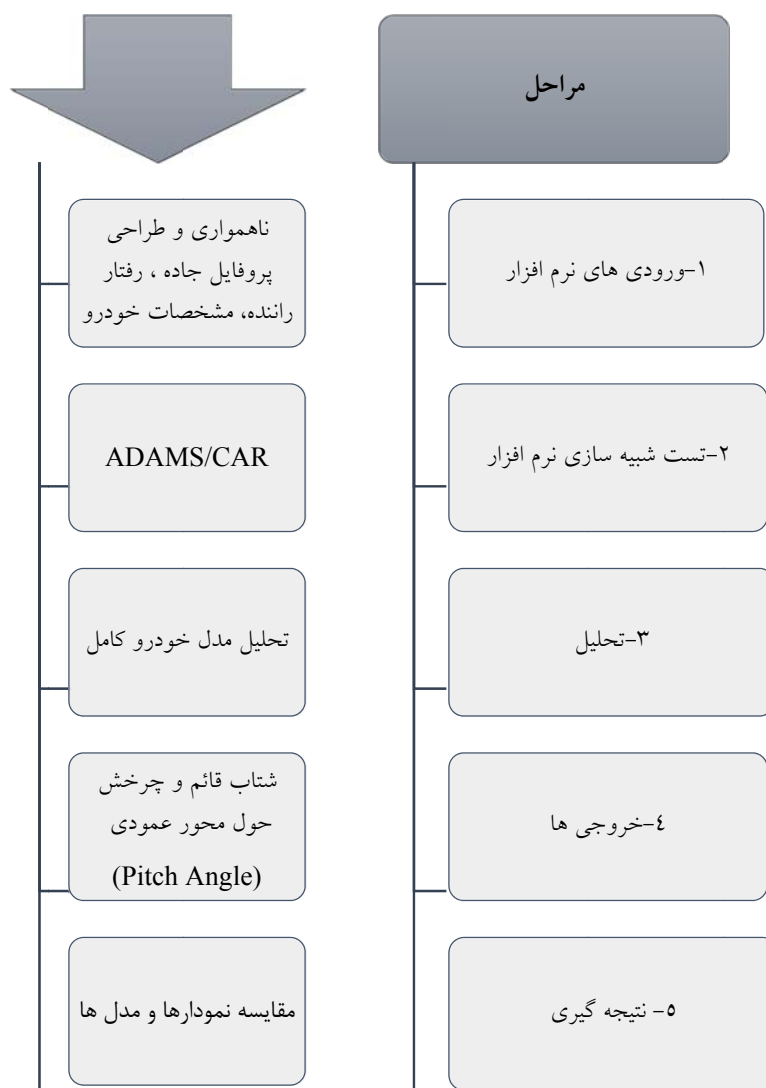 مراحل
۱-ورودی های نرم افزار
ناهمواری و طراحی
پروفایل جاده ، رفتار
راننده، مشخصات خودرو
۲-تست شبیه سازی نرم افزار
ADAMS/CAR
۳-تحلیل
تحلیل مدل خودرو کامل
٤-خروجی ها
شتاب قائم و چرخش
حول محور عمودی
(Pitch Angle)
٥- نتیجه گیری
مقایسه نمودارها و مدل ها